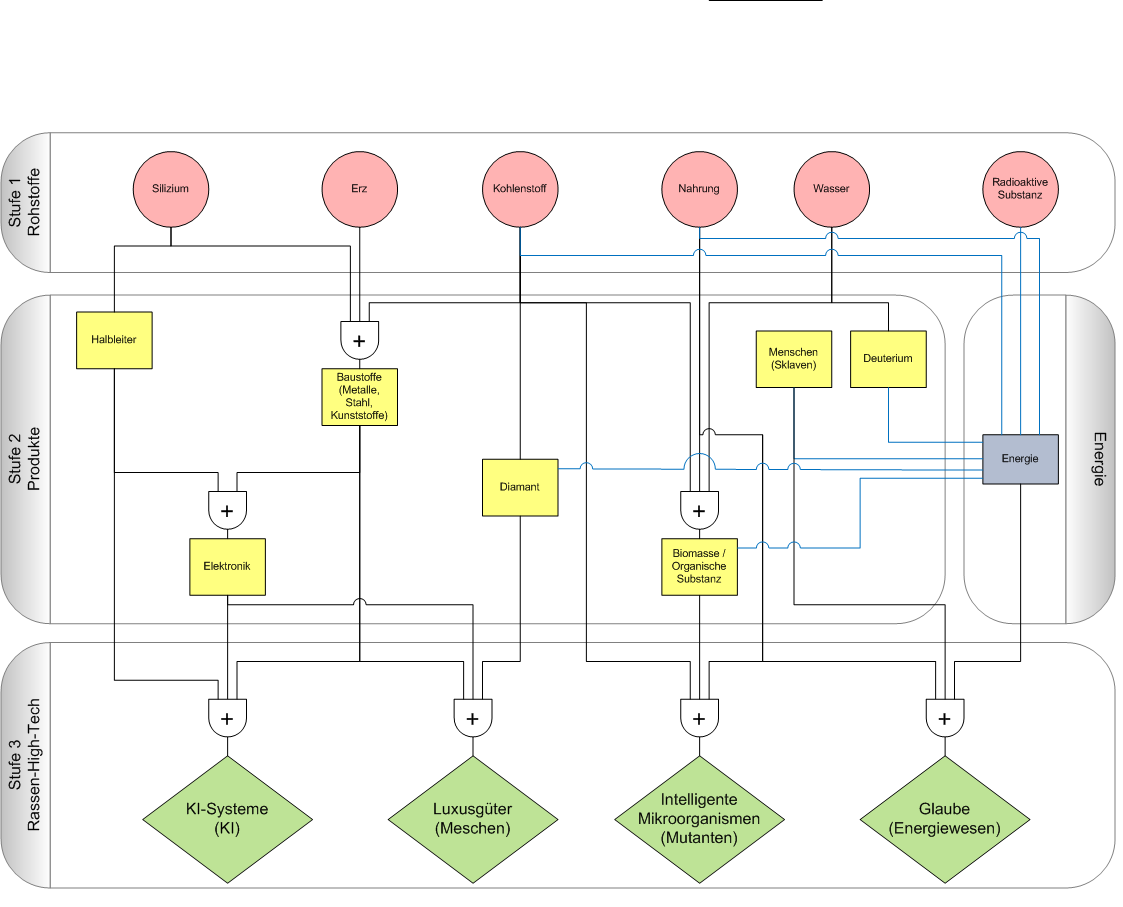 Stufe 1
Rohstoffe
Silizium
Erz
Kohlenstoff
Nahrung
Wasser
Radioaktive
Substanz
Stufe 2
Produkte
Halbleiter
+
Baustoffe
(Metalle,
Stahl,
Kunststoffe)
Menschen
(Sklaven)
Deuterium
Energie
Energie
Diamant
+
+
Elektronik
Biomasse /
Organische
Substanz
Stufe 3
Rassen-High-Tech
+
+
+
+
KI-Systeme
(KI)
Luxusgüter
(Meschen)
Intelligente
Mikroorganismen
(Mutanten)
Glaube
(Energiewesen)